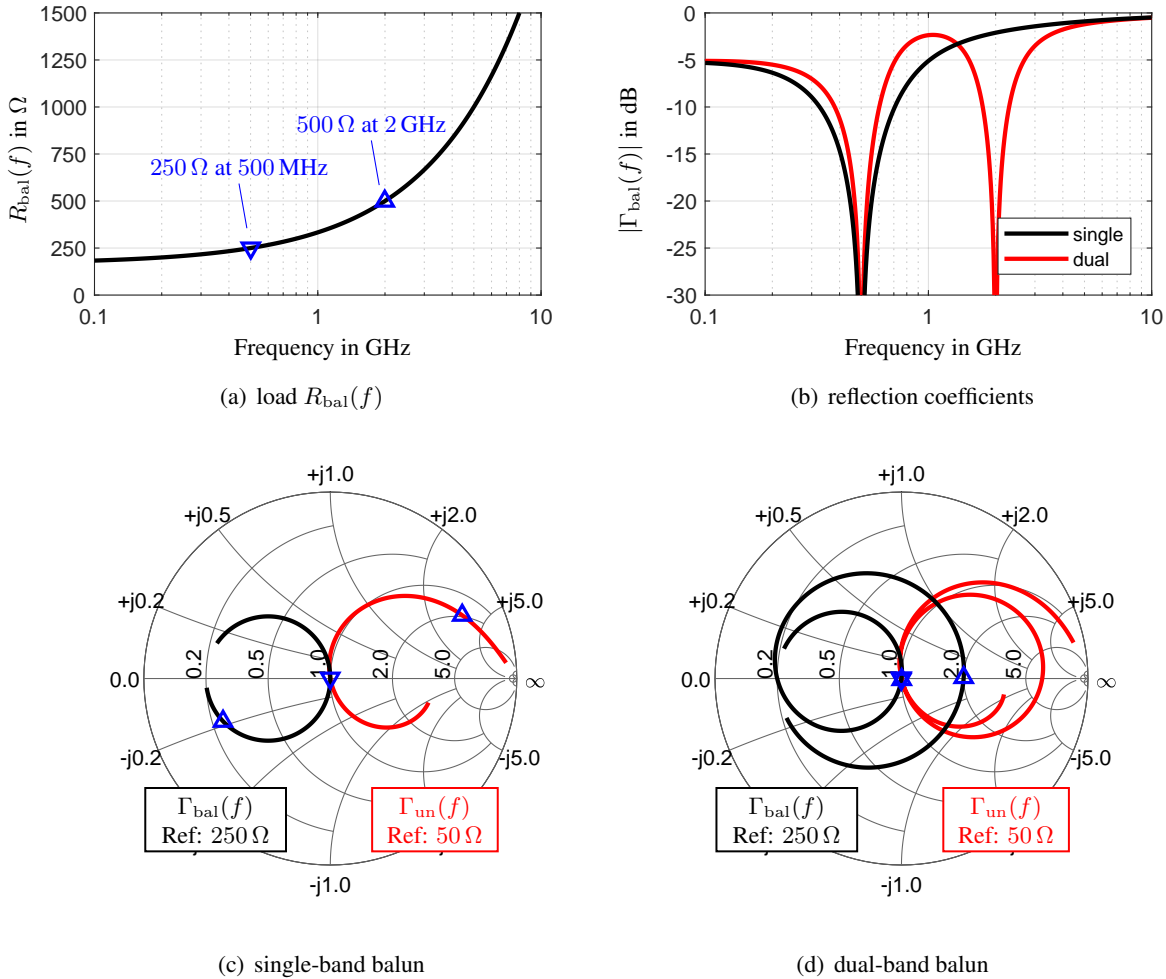 1500
1250
1000
750
500
250
0
0.1
1
10
R_bal(f) in Ω
500 Ω at 2 GHz
250 Ω at 500 MHz
Frequency in GHz
(a) load R_bal(f)
0
-5
-10
-15
-20
-25
-30
0.1
1
10
|Γ_bal(f)| in dB
single
dual
Frequency in GHz
(b) reflection coefficients
+j1.0
+j0.5
+j2.0
+j0.2
+j5.0
0.0
0.2
0.5
1.0
2.0
5.0
∞
-j0.2
-j5.0
Γ_bal(f)
Ref: 250 Ω
Γ_un(f)
Ref: 50 Ω
-j1.0
(c) single-band balun
+j1.0
+j0.5
+j2.0
+j0.2
+j5.0
0.0
0.2
0.5
1.0
2.0
5.0
∞
-j0.2
-j5.0
Γ_bal(f)
Ref: 250 Ω
Γ_un(f)
Ref: 50 Ω
-j1.0
(d) dual-band balun